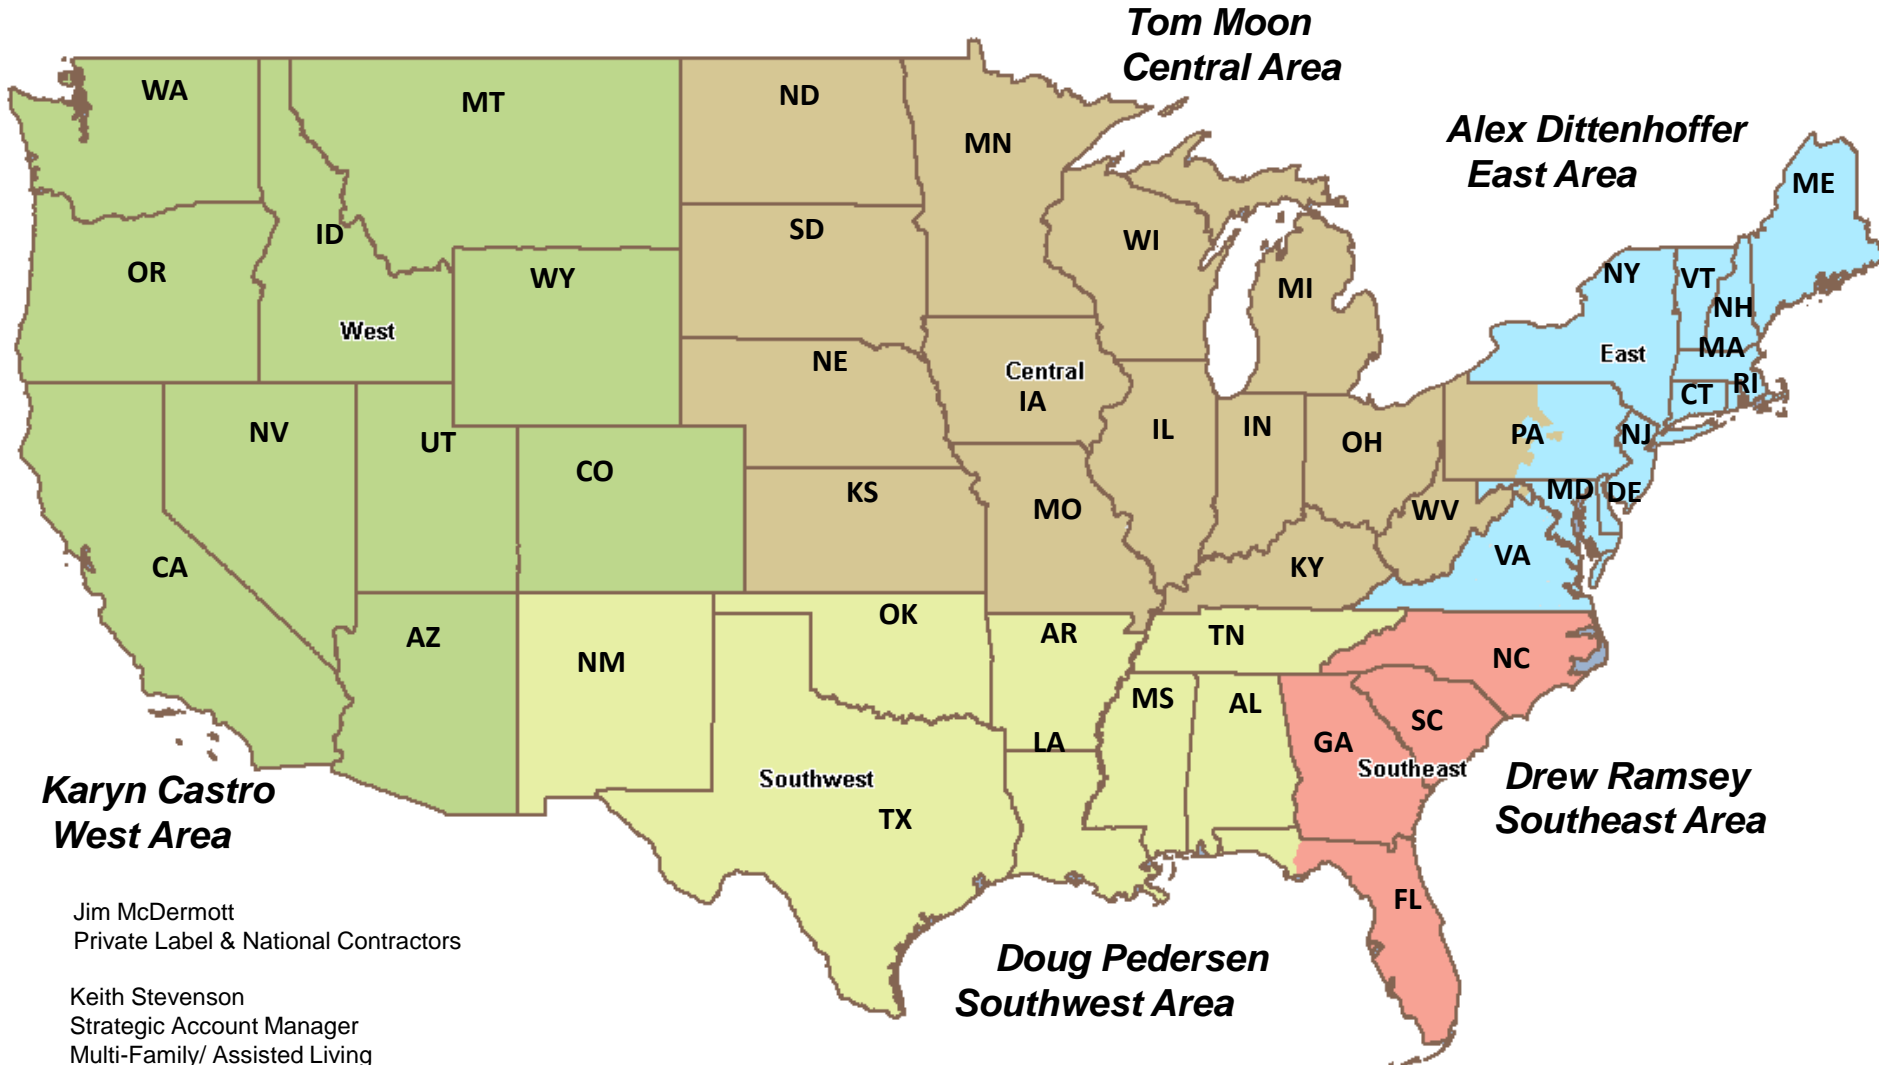 Tom Moon
Central Area
Alex Dittenhoffer
East Area
WA
MT
ND
MN
ME
SD
WI
ID
OR
WY
MI
NY
VT
NH
West
NE
Central
IA
East
MA
CT
RI
NV
UT
CO
IL
IN
OH
PA
NJ
KS
MO
WV
MD
DE
CA
KY
VA
AZ
NM
OK
AR
TN
NC
MS
AL
SC
LA
GA
Southwest
Southeast
TX
Karyn Castro
West Area
Drew Ramsey
Southeast Area
FL
Jim McDermott
Private Label & National Contractors
Doug Pedersen
Southwest Area
Keith Stevenson
Strategic Account Manager
Multi-Family/ Assisted Living